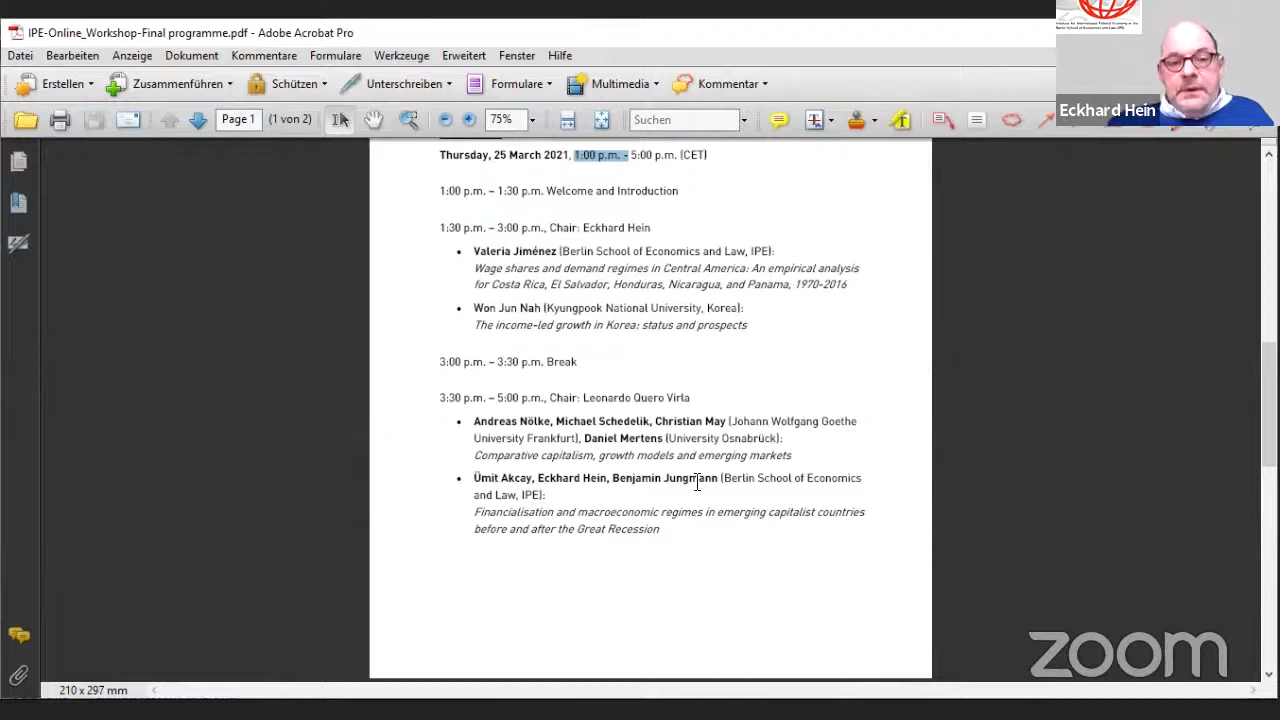 IPE-Online_Workshop-Final programme.pdf - Adobe Acrobat Pro
Datei Bearbeiten Anzeige Dokument Kommentare Formulare Werkzeuge Erweitert Fenster Hilfe
Erstellen Zusammenführen Schützen Unterschreiben Formulare Multimedia Kommentar
Page 1 (1 von 2) 75% Suchen
Eckhard Hein
Thursday, 25 March 2021, 1:00 p.m. - 5:00 p.m. (CET)
1:00 p.m. – 1:30 p.m. Welcome and Introduction
1:30 p.m. – 3:00 p.m., Chair: Eckhard Hein
• Valeria Jiménez (Berlin School of Economics and Law, IPE):
Wage shares and demand regimes in Central America: An empirical analysis
for Costa Rica, El Salvador, Honduras, Nicaragua, and Panama, 1970-2016
• Won Jun Nah (Kyungpook National University, Korea):
The income-led growth in Korea: status and prospects
3:00 p.m. – 3:30 p.m. Break
3:30 p.m. – 5:00 p.m., Chair: Leonardo Quero Virla
• Andreas Nölke, Michael Schedelik, Christian May (Johann Wolfgang Goethe
University Frankfurt), Daniel Mertens (University Osnabrück):
Comparative capitalism, growth models and emerging markets
• Ümit Akcay, Eckhard Hein, Benjamin Jungmann (Berlin School of Economics
and Law, IPE):
Financialisation and macroeconomic regimes in emerging capitalist countries
before and after the Great Recession
zoom
210 x 297 mm